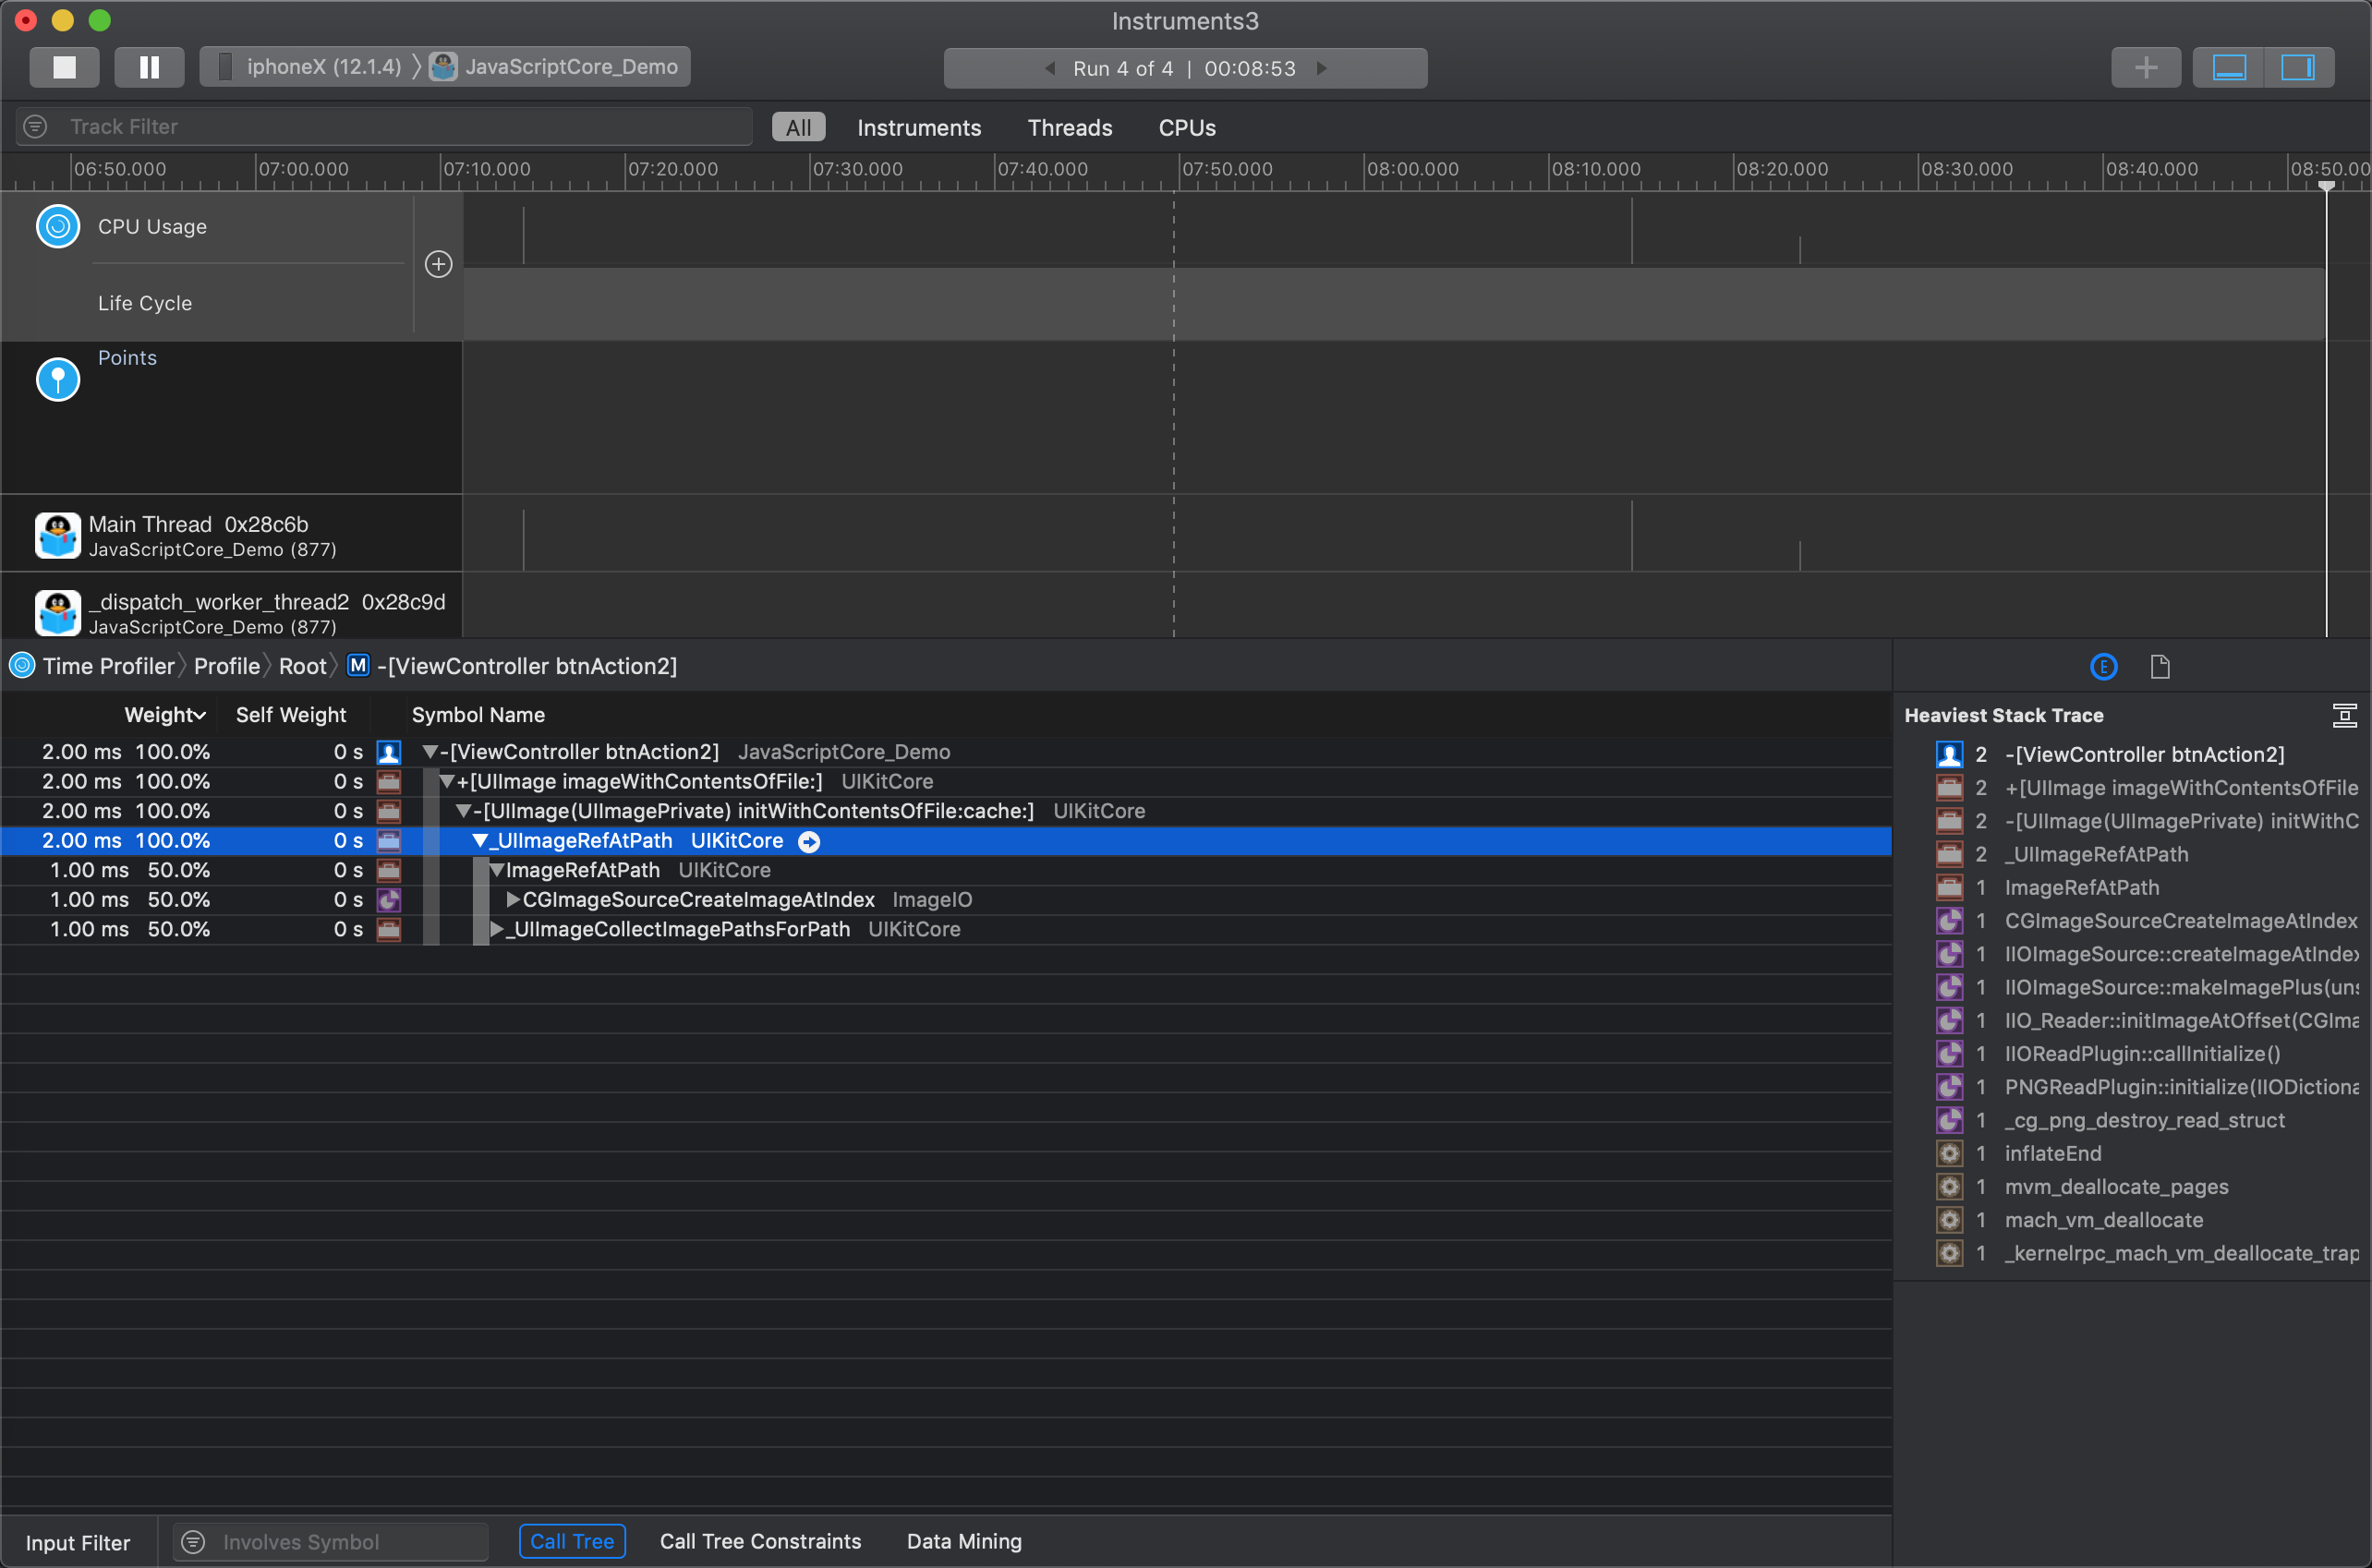 Instruments3
iphoneX (12.1.4) JavaScriptCore_Demo
Run 4 of 4 | 00:08:53
Track Filter
All Instruments Threads CPUs
06:50.000 07:00.000 07:10.000 07:20.000 07:30.000 07:40.000 07:50.000 08:00.000 08:10.000 08:20.000 08:30.000 08:40.000 08:50.00
CPU Usage
Life Cycle
Points
Main Thread 0x28c6b
JavaScriptCore_Demo (877)
_dispatch_worker_thread2 0x28c9d
JavaScriptCore_Demo (877)
Time Profiler Profile Root M -[ViewController btnAction2]
E
Weight Self Weight Symbol Name
2.00 ms 100.0% 0 s -[ViewController btnAction2] JavaScriptCore_Demo
2.00 ms 100.0% 0 s +[UIImage imageWithContentsOfFile:] UIKitCore
2.00 ms 100.0% 0 s -[UIImage(UIImagePrivate) initWithContentsOfFile:cache:] UIKitCore
2.00 ms 100.0% 0 s _UIImageRefAtPath UIKitCore
1.00 ms 50.0% 0 s ImageRefAtPath UIKitCore
1.00 ms 50.0% 0 s CGImageSourceCreateImageAtIndex ImageIO
1.00 ms 50.0% 0 s _UIImageCollectImagePathsForPath UIKitCore
Heaviest Stack Trace
2 -[ViewController btnAction2]
2 +[UIImage imageWithContentsOfFile
2 -[UIImage(UIImagePrivate) initWithC
2 _UIImageRefAtPath
1 ImageRefAtPath
1 CGImageSourceCreateImageAtIndex
1 IIOImageSource::createImageAtIndex
1 IIOImageSource::makeImagePlus(uns
1 IIO_Reader::initImageAtOffset(CGIma
1 IIOReadPlugin::callInitialize()
1 PNGReadPlugin::initialize(IIODictiona
1 _cg_png_destroy_read_struct
1 inflateEnd
1 mvm_deallocate_pages
1 mach_vm_deallocate
1 _kernelrpc_mach_vm_deallocate_trap
Input Filter Involves Symbol Call Tree Call Tree Constraints Data Mining